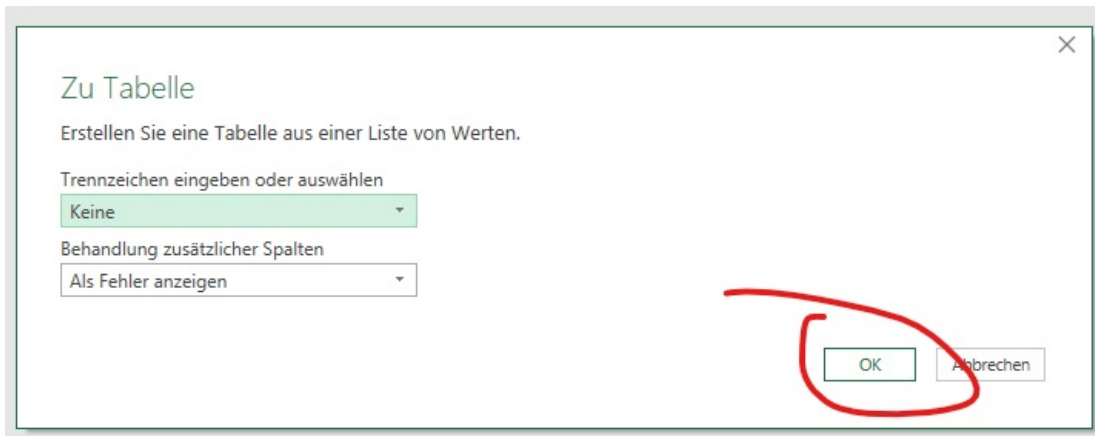 Zu Tabelle
Erstellen Sie eine Tabelle aus einer Liste von Werten.
Trennzeichen eingeben oder auswählen
Keine
Behandlung zusätzlicher Spalten
Als Fehler anzeigen
OK
Abbrechen